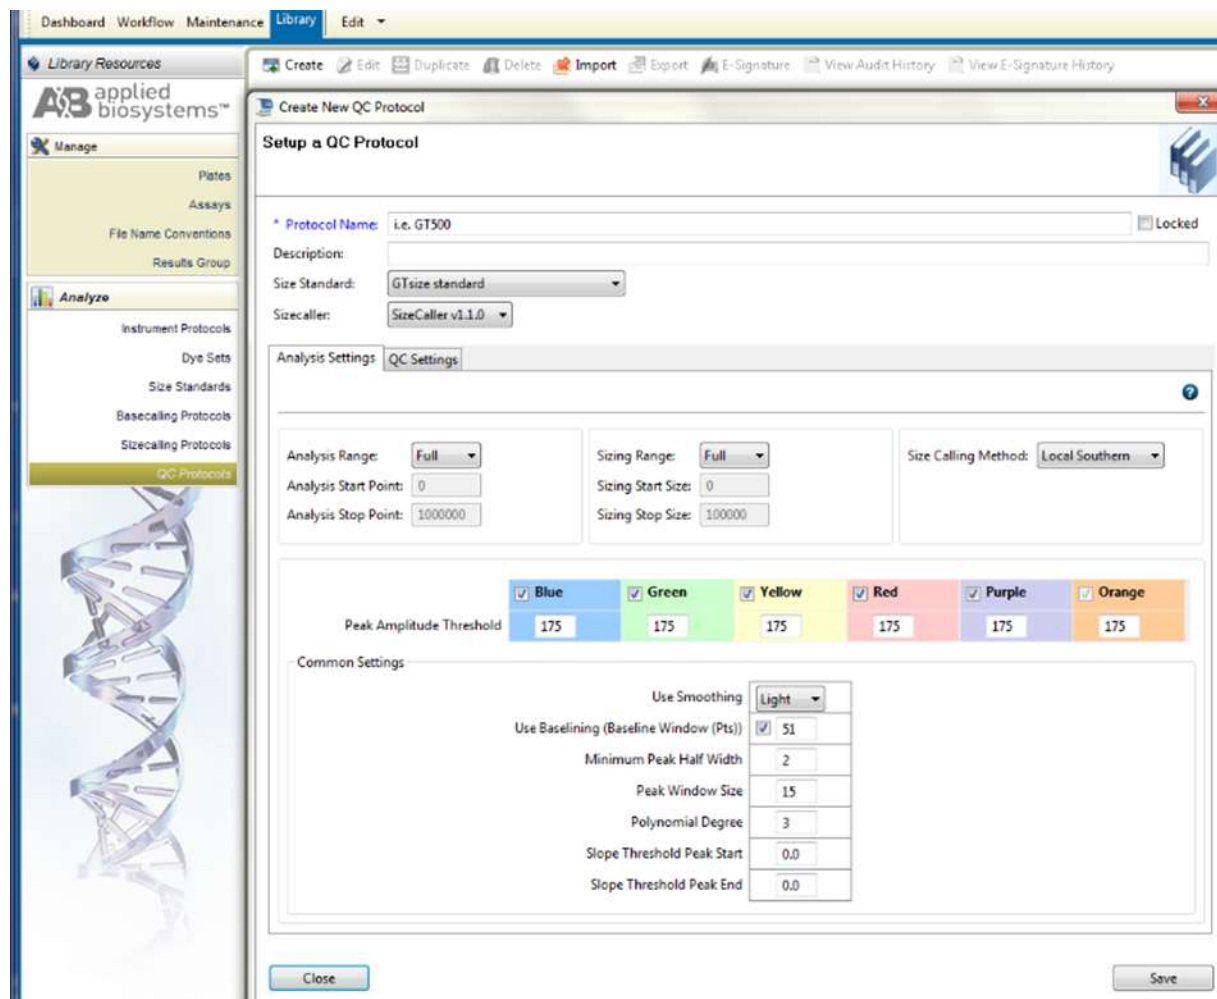 Dashboard Workflow Maintenance Library Edit
Library Resources
Create Edit Duplicate Delete Import Export E-Signature View Audit History View E-Signature History
AB applied
biosystems™
Create New QC Protocol
Setup a QC Protocol
Manage
Plates
Assays
File Name Conventions
Results Group
Analyze
Instrument Protocols
Dye Sets
Size Standards
Basecalling Protocols
Sizecalling Protocols
QC Protocols
* Protocol Name: i.e. GT500 Locked
Description:
Size Standard: GTsize standard
Sizecaller: SizeCaller v1.1.0
Analysis Settings QC Settings
Analysis Range: Full Sizing Range: Full Size Calling Method: Local Southern
Analysis Start Point: 0 Sizing Start Size: 0
Analysis Stop Point: 1000000 Sizing Stop Size: 100000
Blue Green Yellow Red Purple Orange
Peak Amplitude Threshold 175 175 175 175 175 175
Common Settings
Use Smoothing Light
Use Baselining (Baseline Window (Pts)) 51
Minimum Peak Half Width 2
Peak Window Size 15
Polynomial Degree 3
Slope Threshold Peak Start 0.0
Slope Threshold Peak End 0.0
Close Save